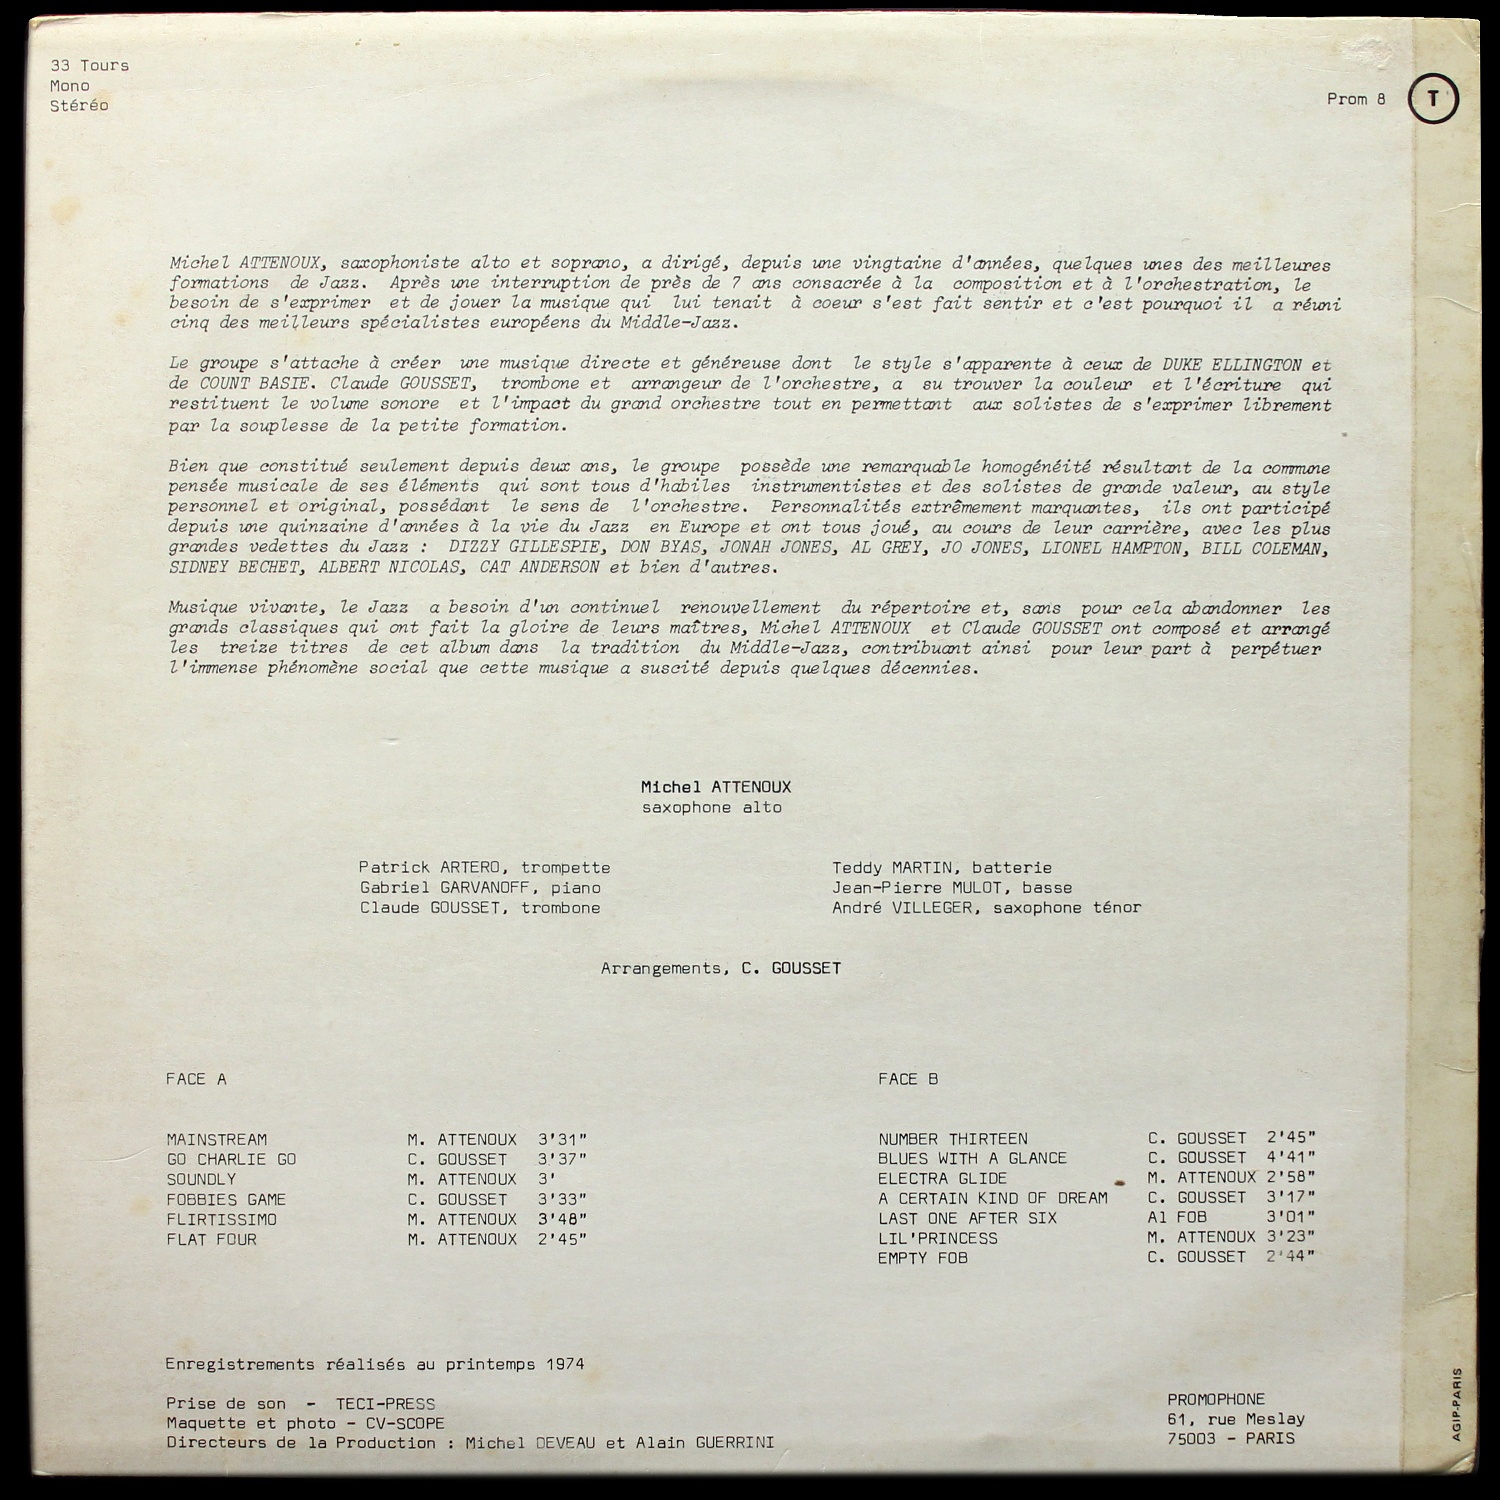 33 Tours
Mono
Stéréo
Prom 8 T
Michel ATTENOUX, saxophoniste alto et soprano, a dirigé, depuis une vingtaine d'années, quelques unes des meilleures
formations de Jazz. Après une interruption de près de 7 ans consacrée à la composition et à l'orchestration, le
besoin de s'exprimer et de jouer la musique qui lui tenait à coeur s'est fait sentir et c'est pourquoi il a réuni
cinq des meilleurs spécialistes européens du Middle-Jazz.
Le groupe s'attache à créer une musique directe et généreuse dont le style s'apparente à ceux de DUKE ELLINGTON et
de COUNT BASIE. Claude GOUSSET, trombone et arrangeur de l'orchestre, a su trouver la couleur et l'écriture qui
restituent le volume sonore et l'impact du grand orchestre tout en permettant aux solistes de s'exprimer librement
par la souplesse de la petite formation.
Bien que constitué seulement depuis deux ans, le groupe possède une remarquable homogénéité résultant de la commune
pensée musicale de ses éléments qui sont tous d'habiles instrumentistes et des solistes de grande valeur, au style
personnel et original, possédant le sens de l'orchestre. Personnalités extrêmement marquantes, ils ont participé
depuis une quinzaine d'années à la vie du Jazz en Europe et ont tous joué, au cours de leur carrière, avec les plus
grandes vedettes du Jazz : DIZZY GILLESPIE, DON BYAS, JONAH JONES, AL GREY, JO JONES, LIONEL HAMPTON, BILL COLEMAN,
SIDNEY BECHET, ALBERT NICOLAS, CAT ANDERSON et bien d'autres.
Musique vivante, le Jazz a besoin d'un continuel renouvellement du répertoire et, sans pour cela abandonner les
grands classiques qui ont fait la gloire de leurs maîtres, Michel ATTENOUX et Claude GOUSSET ont composé et arrangé
les treize titres de cet album dans la tradition du Middle-Jazz, contribuant ainsi pour leur part à perpétuer
l'immense phénomène social que cette musique a suscité depuis quelques décennies.
Michel ATTENOUX
saxophone alto
Patrick ARTERO, trompette
Gabriel GARVANOFF, piano
Claude GOUSSET, trombone
Teddy MARTIN, batterie
Jean-Pierre MULOT, basse
André VILLEGER, saxophone ténor
Arrangements, C. GOUSSET
FACE A
MAINSTREAM M. ATTENOUX 3'31"
GO CHARLIE GO C. GOUSSET 3'37"
SOUNDLY M. ATTENOUX 3'
FOBBIES GAME C. GOUSSET 3'33"
FLIRTISSIMO M. ATTENOUX 3'48"
FLAT FOUR M. ATTENOUX 2'45"
FACE B
NUMBER THIRTEEN C. GOUSSET 2'45"
BLUES WITH A GLANCE C. GOUSSET 4'41"
ELECTRA GLIDE M. ATTENOUX 2'58"
A CERTAIN KIND OF DREAM C. GOUSSET 3'17"
LAST ONE AFTER SIX Al FOB 3'01"
LIL'PRINCESS M. ATTENOUX 3'23"
EMPTY FOB C. GOUSSET 2'44"
Enregistrements réalisés au printemps 1974
Prise de son - TECI-PRESS
Maquette et photo - CV-SCOPE
Directeurs de la Production : Michel DEVEAU et Alain GUERRINI
PROMOPHONE
61, rue Meslay
75003 - PARIS
AGIP-PARIS